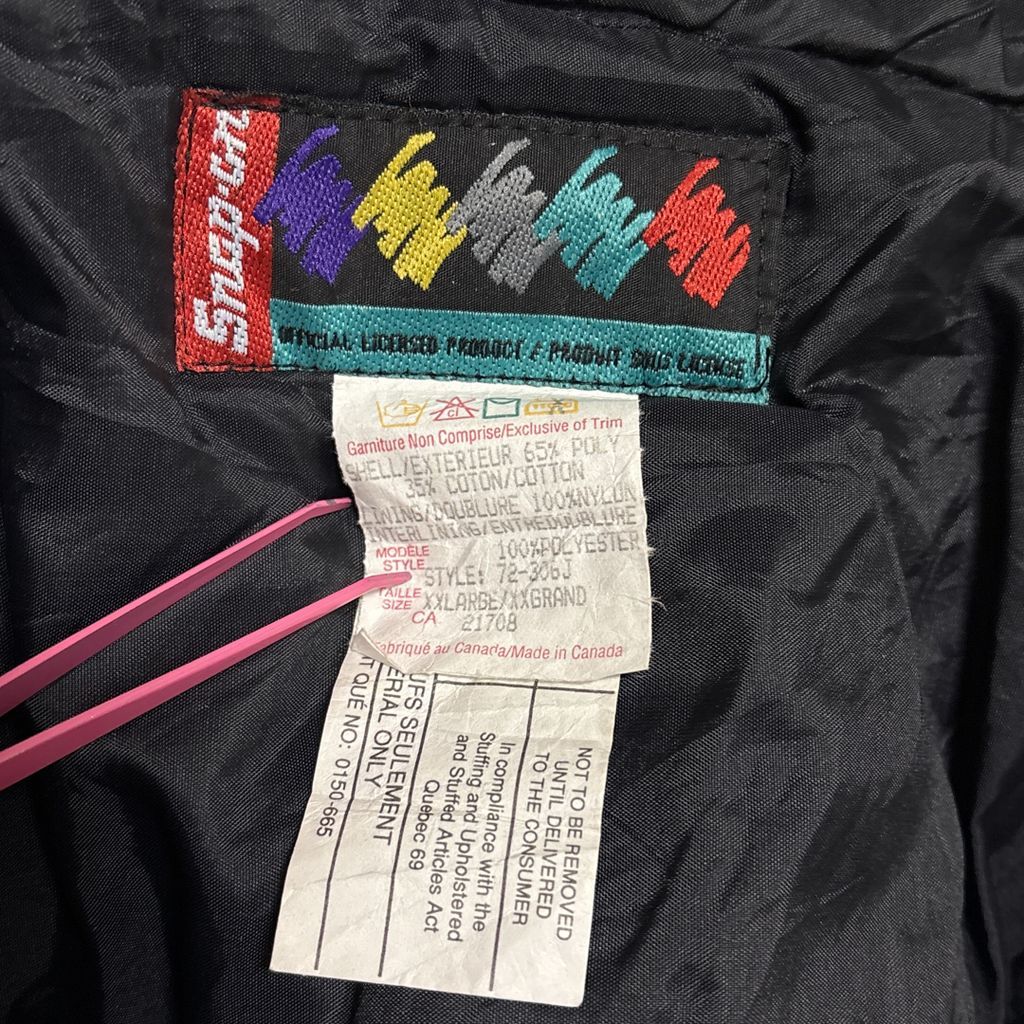 Snap-on
OFFICIAL LICENSED PRODUCT / PRODUIT SOUS LICENSE
Garniture Non Comprise/Exclusive of Trim
SHELL/EXTERIEUR 65% POLY
35% COTON/COTTON
LINING/DOUBLURE 100%NYLON
INTERLINING/ENTREDOUBLURE
100%POLYESTER
MODÈLE
STYLE STYLE: 72-306J
TAILLE
SIZE XXLARGE/XXGRAND
CA 21708
Fabriqué au Canada/Made in Canada
NOT TO BE REMOVED
UNTIL DELIVERED
TO THE CONSUMER
In compliance with the
Stuffing and Upholstered
and Stuffed Articles Act
Quebec 69
UFS SEULEMENT
ERIAL ONLY
QUÉ NO: 0150-665